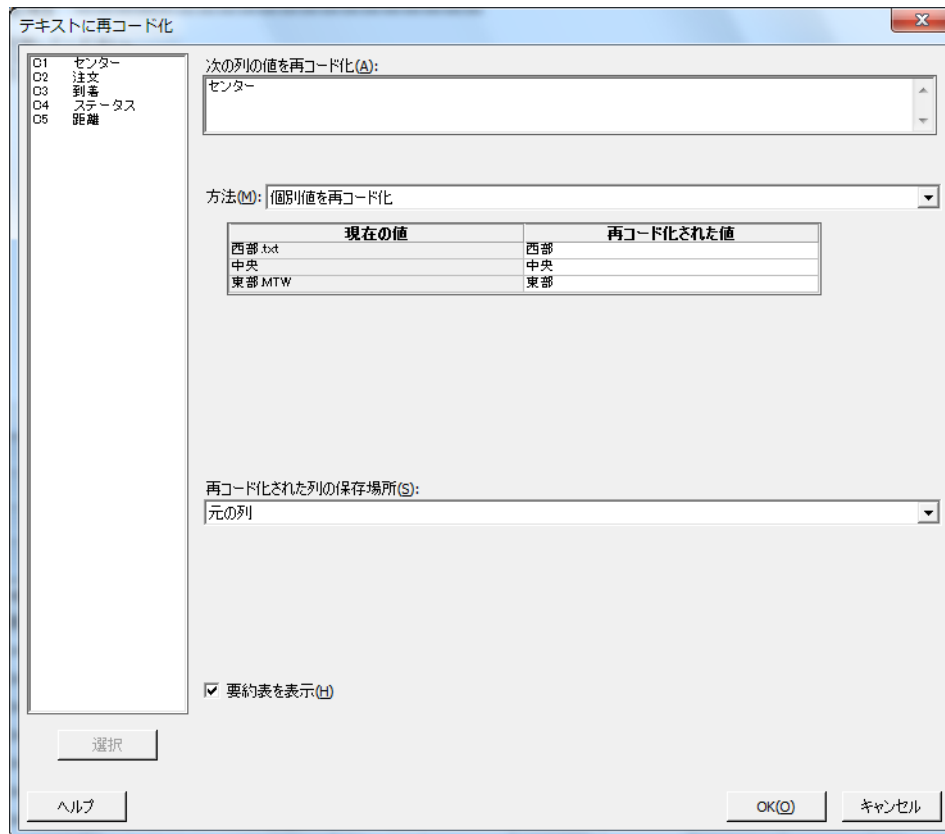 テキストに再コード化
C1 センター
C2 注文
C3 到着
C4 ステータス
C5 距離
次の列の値を再コード化(A):
センター
方法(M): 個別値を再コード化
現在の値 再コード化された値
西部.txt 西部
中央 中央
東部.MTW 東部
再コード化された列の保存場所(S):
元の列
要約表を表示(H)
選択
ヘルプ OK(O) キャンセル